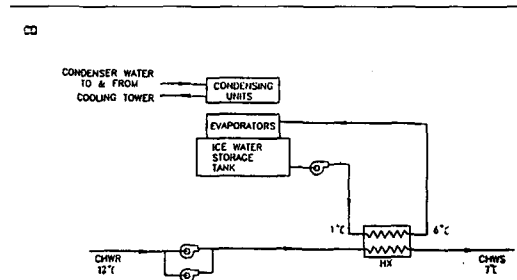 CONDENSER WATER
TO & FROM
COOLING TOWER
CONDENSING
UNITS
EVAPORATORS
ICE WATER
STORAGE
TANK
1°C
6°C
HX
CHWR
12°C
CHWS
7°C